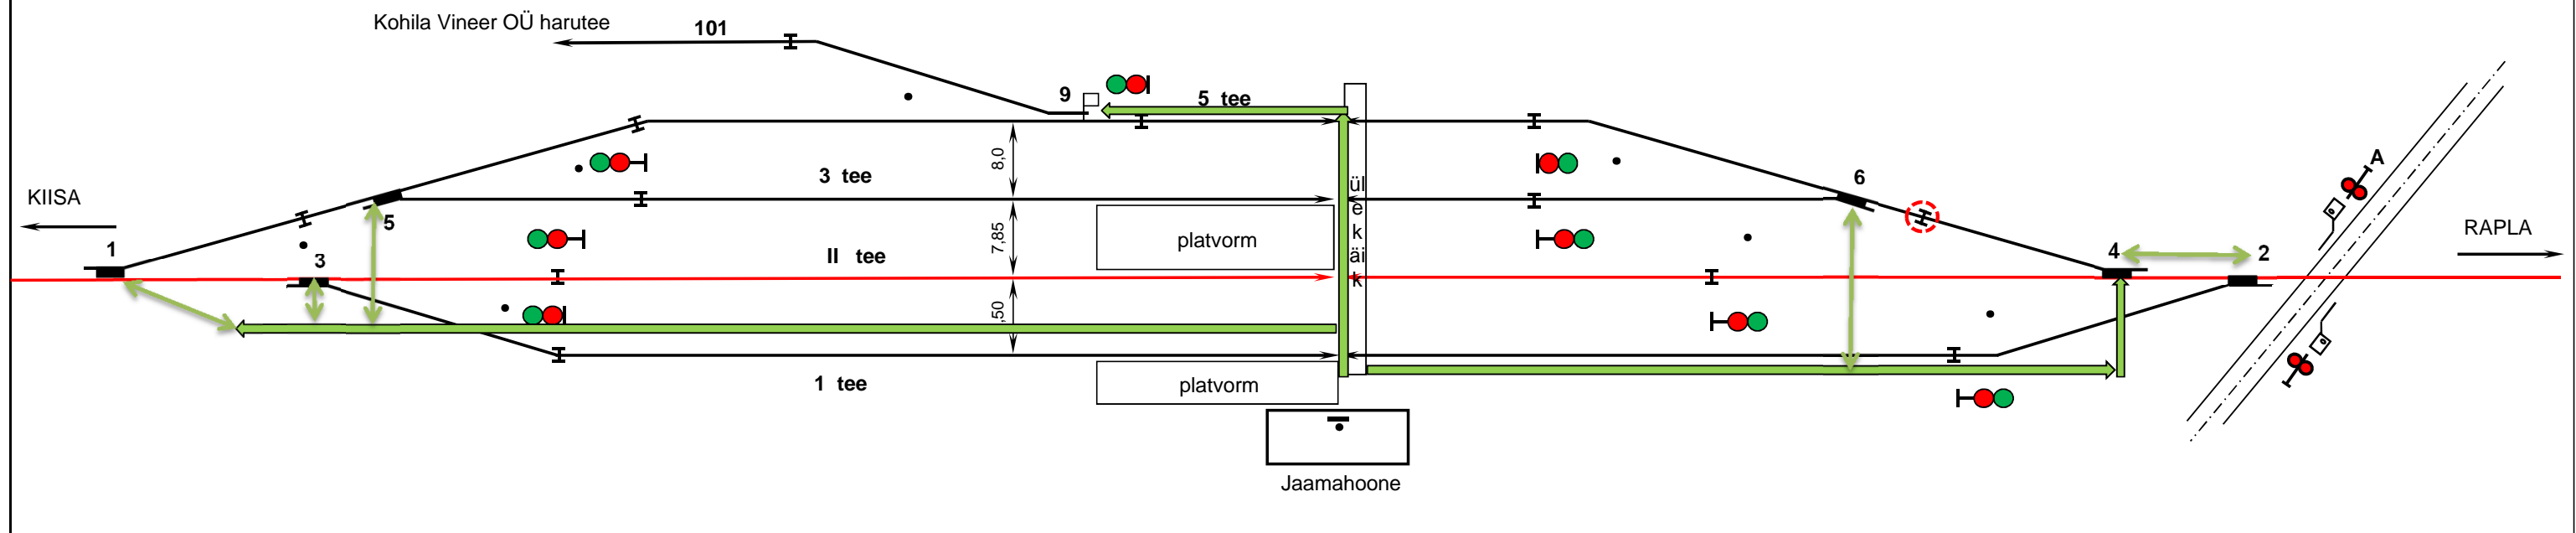 Kohila Vineer OÜ harutee
101
9
5 tee
KIISA
1
3
5
8,0
3 tee
7,85
II tee
,50
1 tee
platvorm
platvorm
ül
e
k
äi
k
Jaamahoone
6
4
2
A
RAPLA